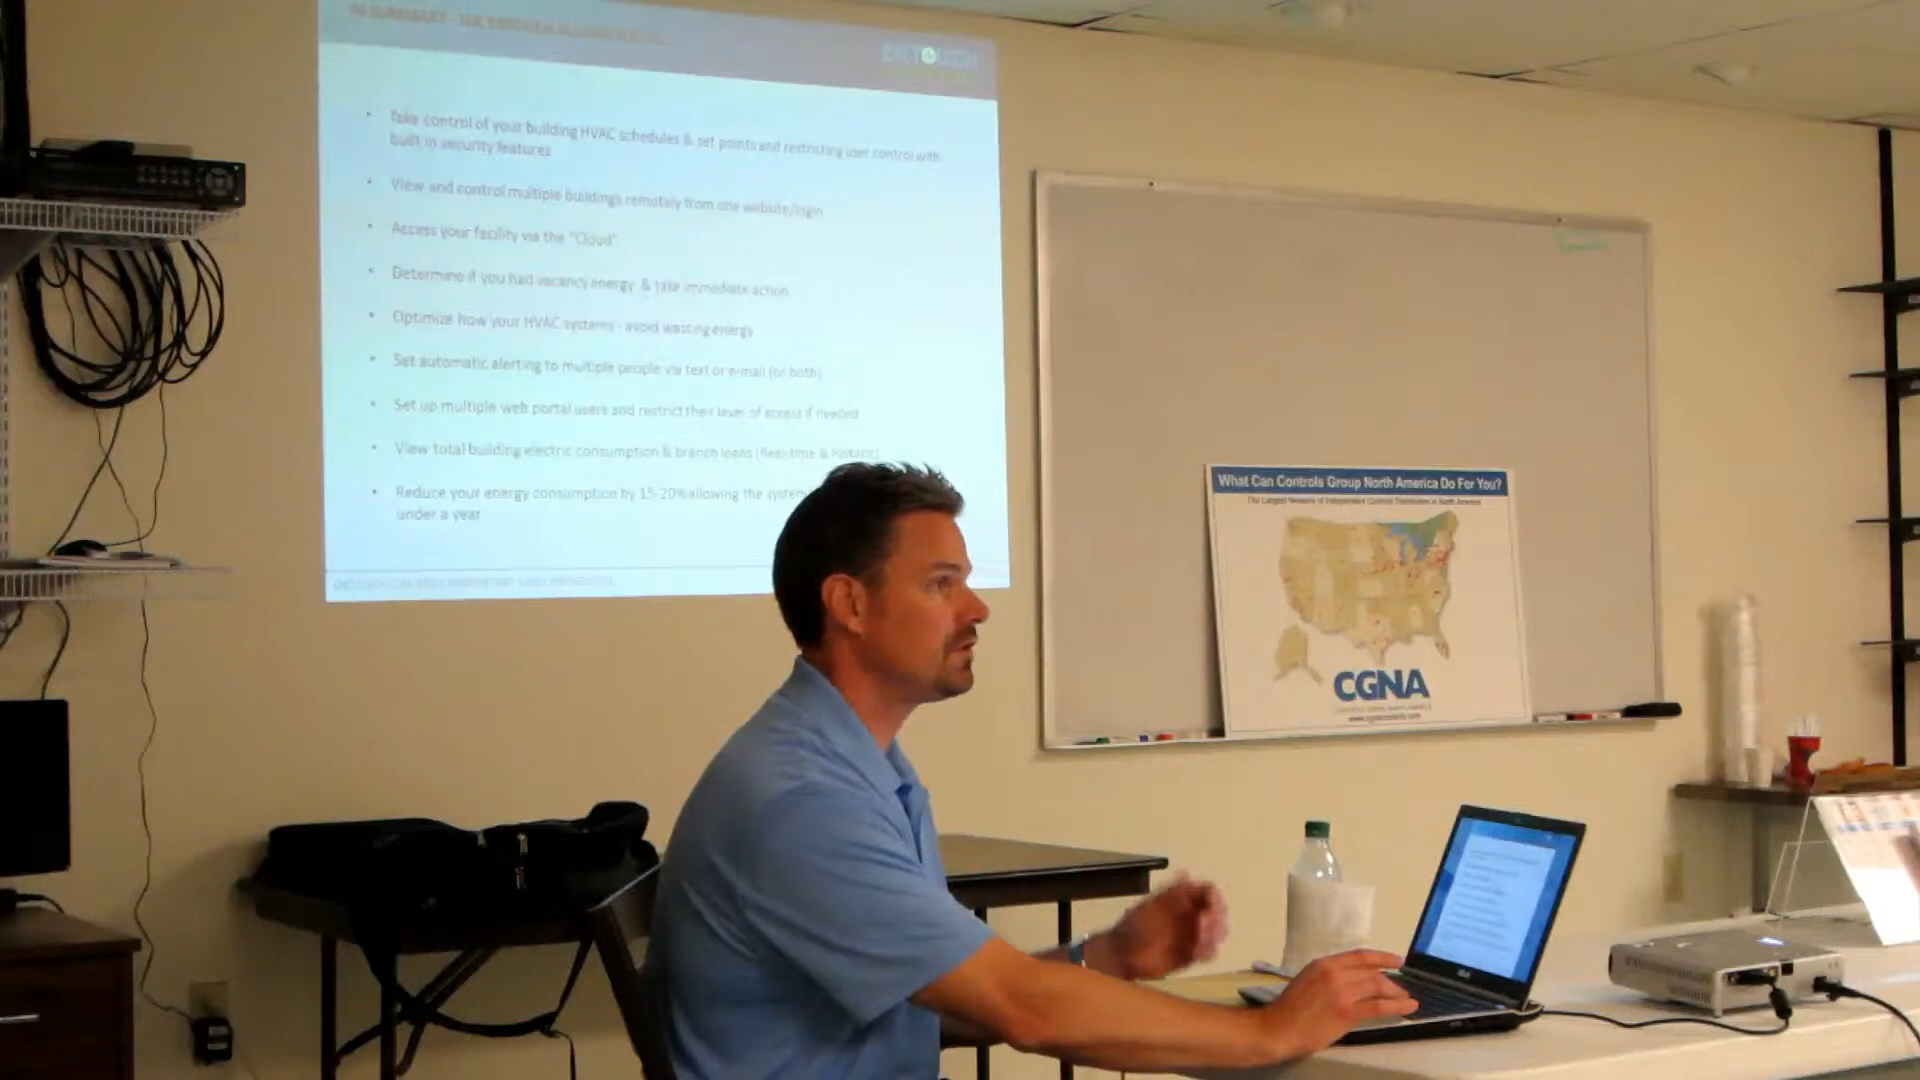 IN SUMMARY - THE ENTOUCH
ENTOUCH
Take control of your building HVAC schedules & set points and restricting user control with
built in security features
View and control multiple buildings remotely from one website/login
Access your facility via the "Cloud"
Determine if you had vacancy energy & take immediate action
Optimize how your HVAC systems - avoid wasting energy
Set automatic alerting to multiple people via text or e-mail (or both)
Set up multiple web portal users and restrict their level of access if needed
View total building electric consumption & branch loans (Real-time & Historic)
Reduce your energy consumption by 15-20% allowing the system
under a year
What Can Controls Group North America Do For You?
The Largest Network of Independent Controls Distributors in North America
CGNA